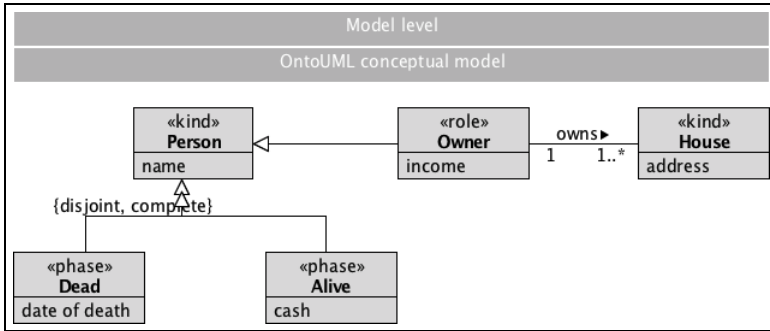 Model level
OntoUML conceptual model
«kind»
Person
name
«role»
Owner
income
owns▶
1
1..*
«kind»
House
address
{disjoint, complete}
«phase»
Dead
date of death
«phase»
Alive
cash